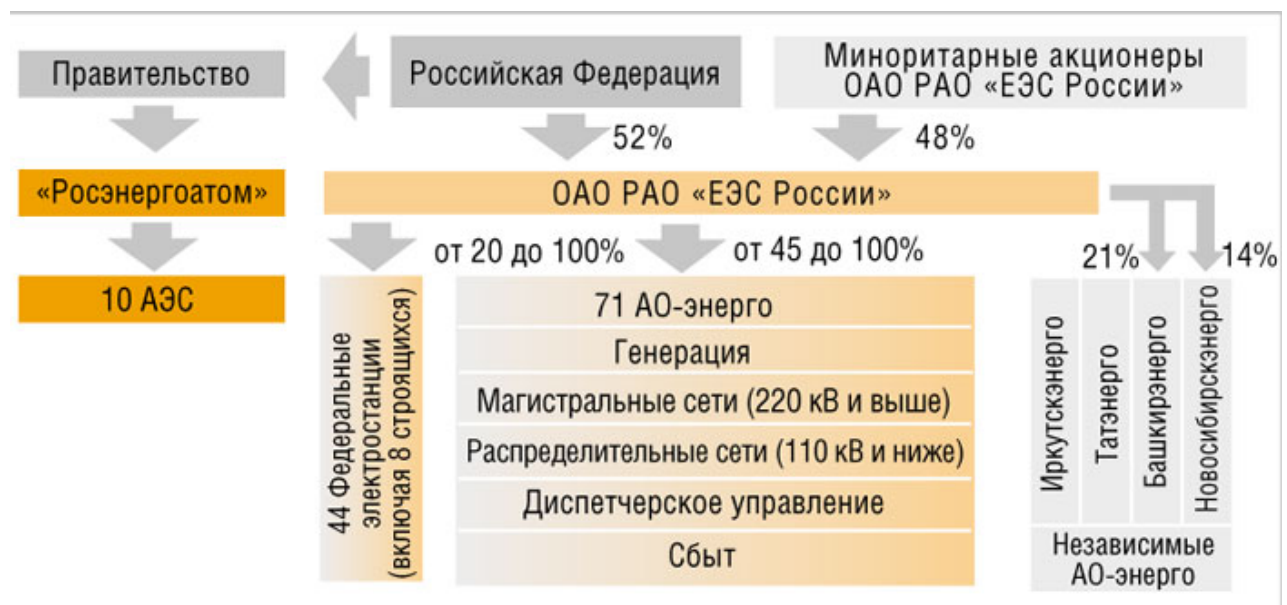 Правительство
Российская Федерация
Миноритарные акционеры
ОАО РАО «ЕЭС России»
52%
48%
«Росэнергоатом»
ОАО РАО «ЕЭС России»
от 20 до 100%
от 45 до 100%
21%
14%
10 АЭС
44 Федеральные
электростанции
(включая 8 строящихся)
71 АО-энерго
Генерация
Магистральные сети (220 кВ и выше)
Распределительные сети (110 кВ и ниже)
Диспетчерское управление
Сбыт
Иркутскэнерго
Татэнерго
Башкирэнерго
Новосибирскэнерго
Независимые
АО-энерго